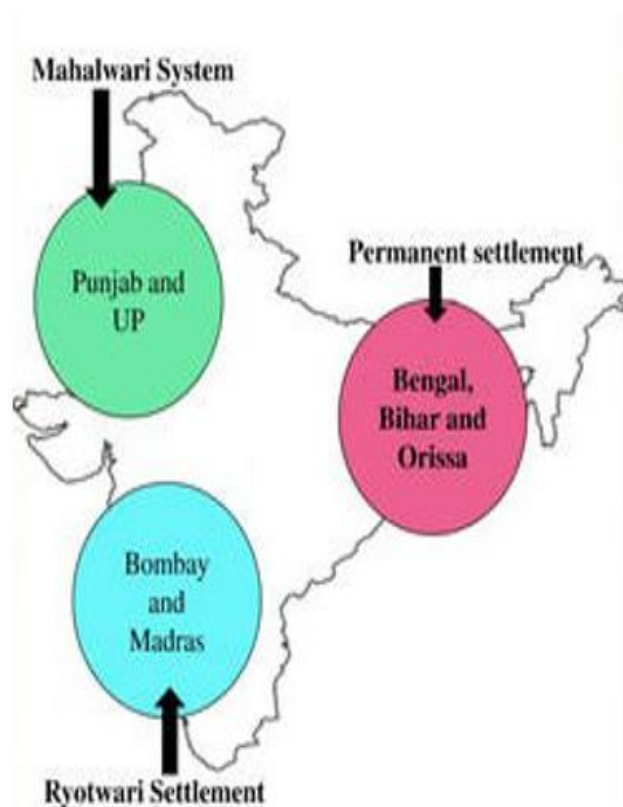 Mahalwari System
Punjab and
UP
Permanent settlement
Bengal,
Bihar and
Orissa
Bombay
and
Madras
Ryotwari Settlement